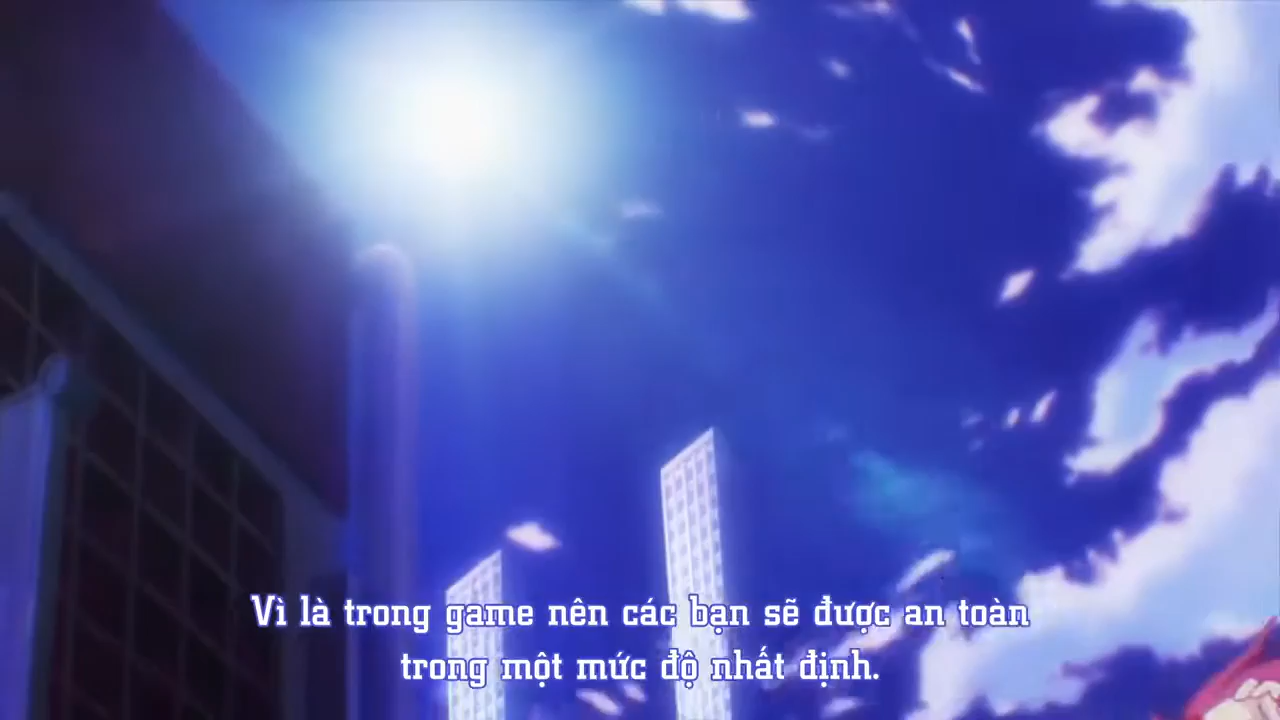 Vì là trong game nên các bạn sẽ được an toàn
trong một mức độ nhất định.